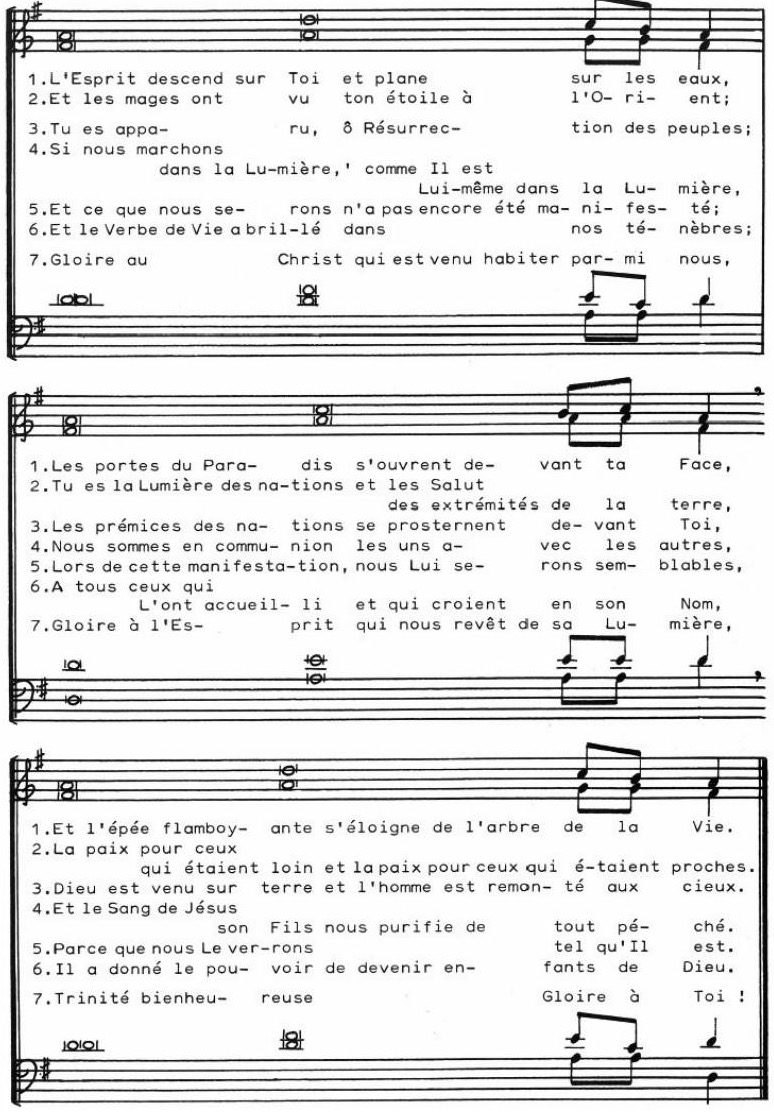 1.L'Esprit descend sur Toi et plane sur les eaux,
2.Et les mages ont vu ton étoile à l'O- ri- ent;
3.Tu es appa- ru, ô Résurrec- tion des peuples;
4.Si nous marchons
dans la Lu-mière,' comme Il est
Lui-même dans la Lu- mière,
5.Et ce que nous se- rons n'a pas encore été ma- ni- fes- té;
6.Et le Verbe de Vie a bril-lé dans nos té- nèbres;
7.Gloire au Christ qui est venu habiter par- mi nous,
1.Les portes du Para- dis s'ouvrent de- vant ta Face,
2.Tu es la Lumière des na-tions et les Salut
des extrémités de la terre,
3.Les prémices des na- tions se prosternent de- vant Toi,
4.Nous sommes en commu- nion les uns a- vec les autres,
5.Lors de cette manifesta-tion, nous Lui se- rons sem- blables,
6.A tous ceux qui
L'ont accueil- li et qui croient en son Nom,
7.Gloire à l'Es- prit qui nous revêt de sa Lu- mière,
1.Et l'épée flamboy- ante s'éloigne de l'arbre de la Vie.
2.La paix pour ceux
qui étaient loin et la paix pour ceux qui é-taient proches.
3.Dieu est venu sur terre et l'homme est remon- té aux cieux.
4.Et le Sang de Jésus
son Fils nous purifie de tout pé- ché.
5.Parce que nous Le ver-rons tel qu'Il est.
6.Il a donné le pou- voir de devenir en- fants de Dieu.
7.Trinité bienheu- reuse Gloire à Toi !